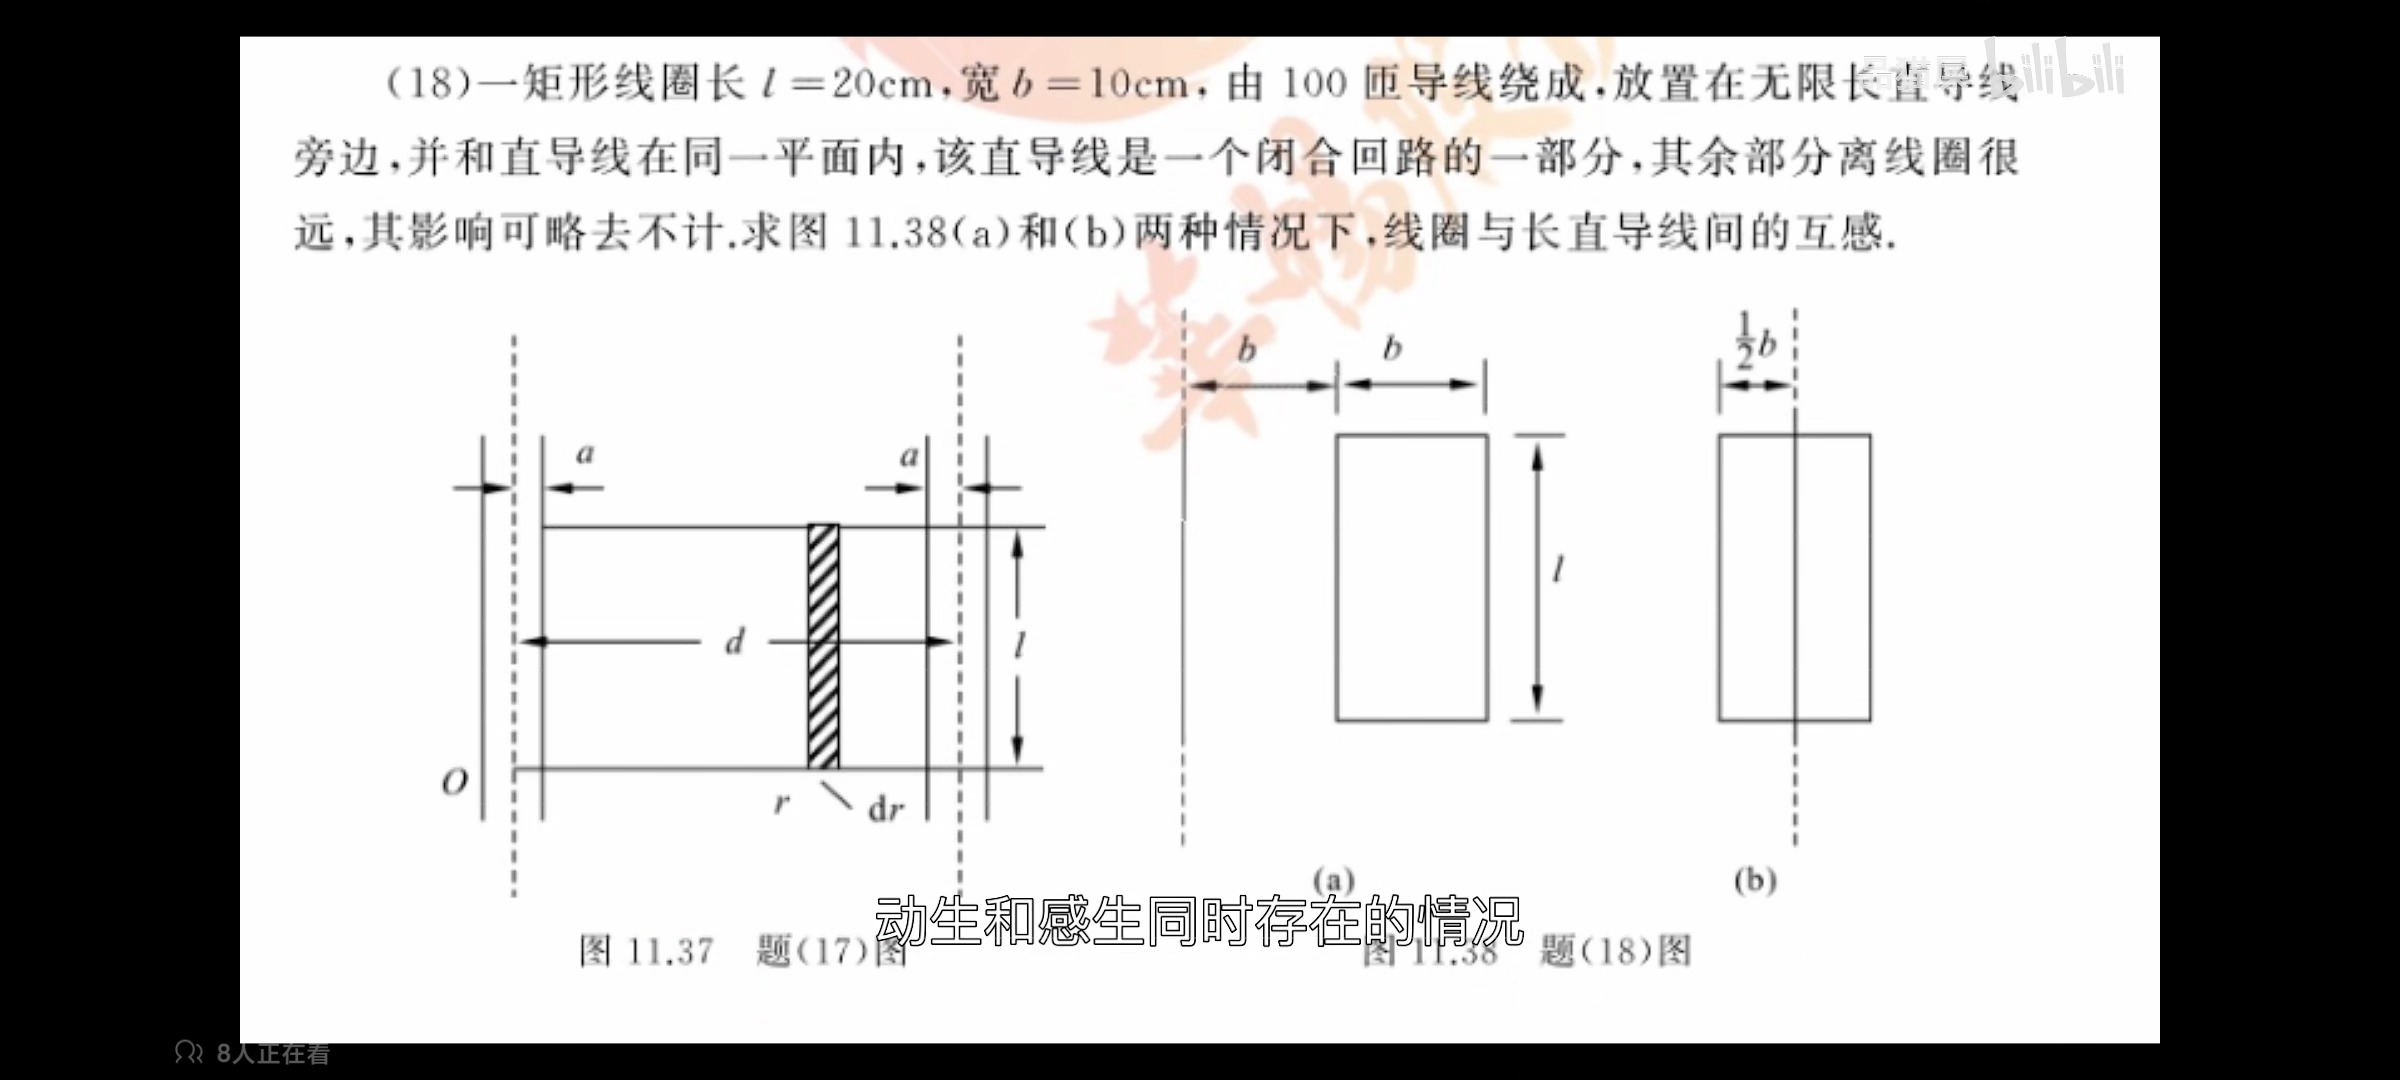 (18)一矩形线圈长 l=20cm,宽 b=10cm, 由 100 匝导线绕成,放置在无限长直导线
旁边,并和直导线在同一平面内,该直导线是一个闭合回路的一部分,其余部分离线圈很
远,其影响可略去不计.求图 11.38(a)和(b)两种情况下,线圈与长直导线间的互感.
bilibili
b
b
1/2 b
a
a
l
d
l
O
r
dr
(a)
(b)
动生和感生同时存在的情况
图 11.37 题(17)图
图 11.38 题(18)图
8人正在看